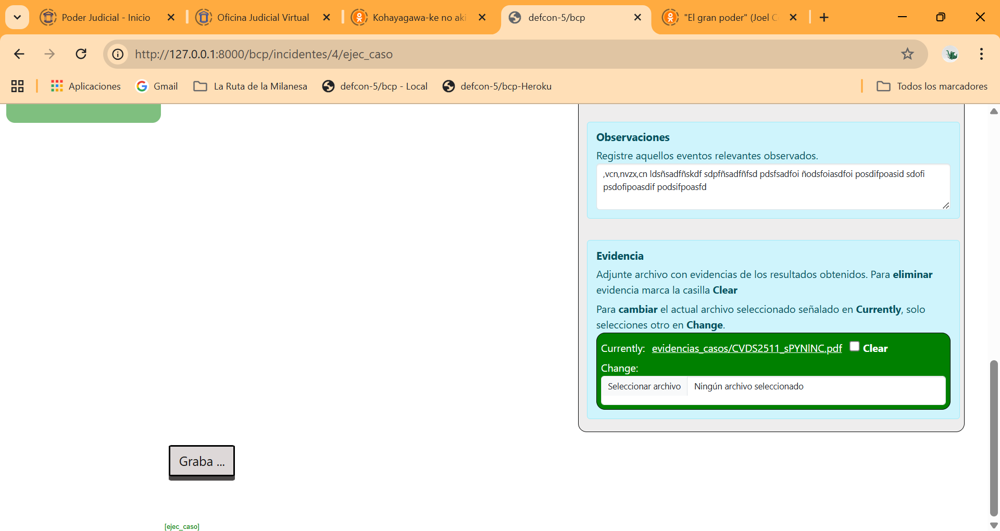 Poder Judicial - Inicio
Oficina Judicial Virtual
Kohayagawa-ke no aki
defcon-5/bcp
"El gran poder" (Joel C
http://127.0.0.1:8000/bcp/incidentes/4/ejec_caso
Aplicaciones
Gmail
La Ruta de la Milanesa
defcon-5/bcp - Local
defcon-5/bcp-Heroku
Todos los marcadores
Observaciones
Registre aquellos eventos relevantes observados.
,vcn,nvzx,cn ldsñsadfñskdf sdpfñsadfñfsd pdsfsadfoi ñodsfoiasdfoi posdifpoasid sdofi
psdofipoasdif podsifpoasfd
Evidencia
Adjunte archivo con evidencias de los resultados obtenidos. Para eliminar
evidencia marca la casilla Clear
Para cambiar el actual archivo seleccionado señalado en Currently, solo
selecciones otro en Change.
Currently: evidencias_casos/CVDS2511_sPYNlNC.pdf Clear
Change:
Seleccionar archivo Ningún archivo seleccionado
Graba ...
[ejec_caso]